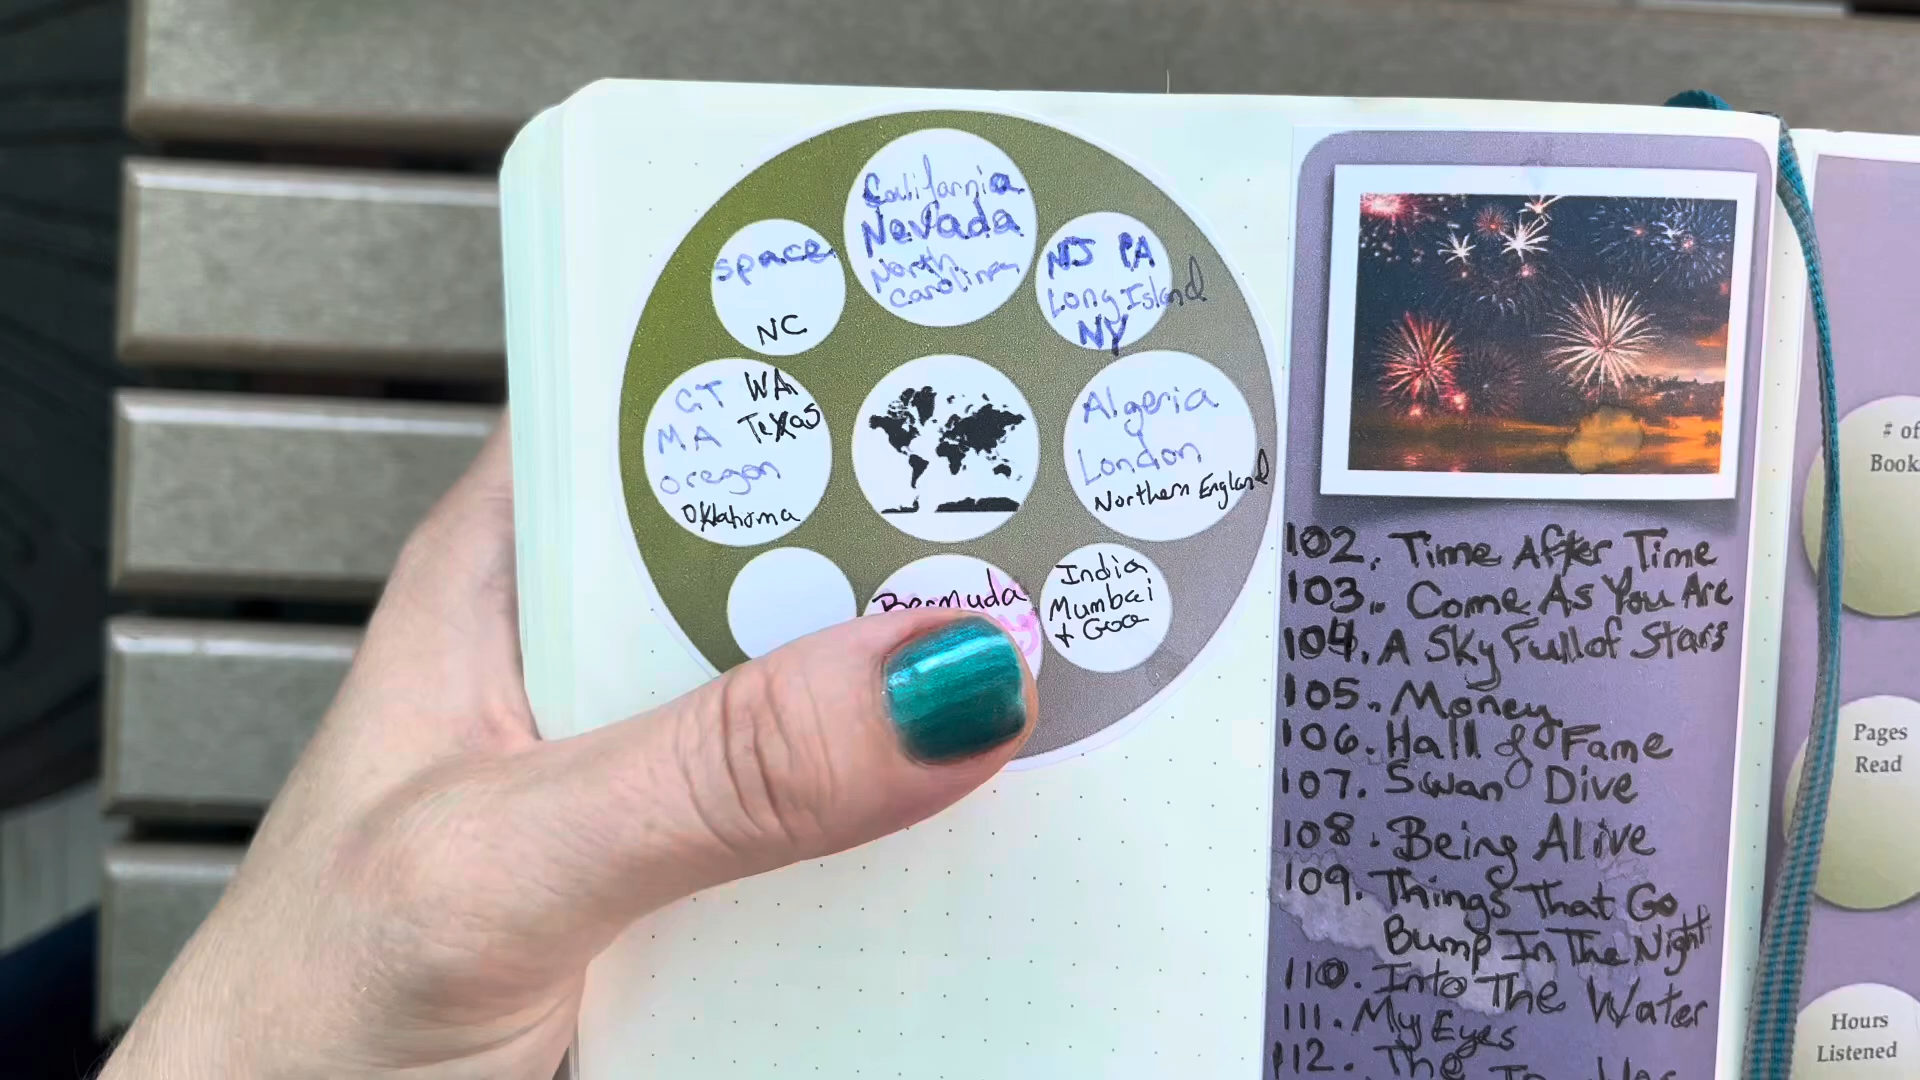 California
Nevada
North
Carolina
space
NC
NJ PA
Long Island
NY
CT WA
Texas
MA
Oregon
Oklahoma
Algeria
London
Northern England
Bermuda
India
Mumbai
+ Goa
102. Time After Time
103. Come As You Are
104. A Sky Full of Stars
105. Money
106. Hall of Fame
107. Swan Dive
108. Being Alive
109. Things That Go
Bump In The Night
110. Into The Water
111. My Eyes
112. The
# of
Book
Pages
Read
Hours
Listened